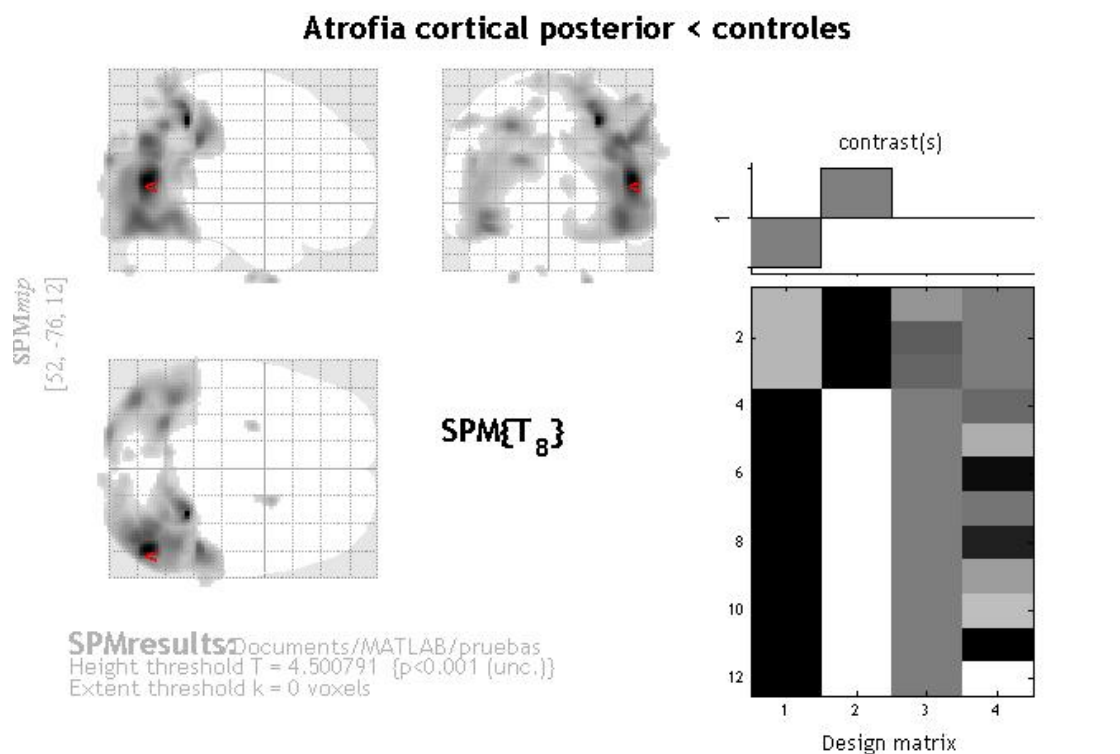 Atrofia cortical posterior < controles
SPMmip
[52, -76, 12]
<
<
<
SPM{T8}
SPMresults: Documents/MATLAB/pruebas
Height threshold T = 4.500791 {p<0.001 (unc.)}
Extent threshold k = 0 voxels
contrast(s)
1
2
4
6
8
10
12
1 2 3 4
Design matrix